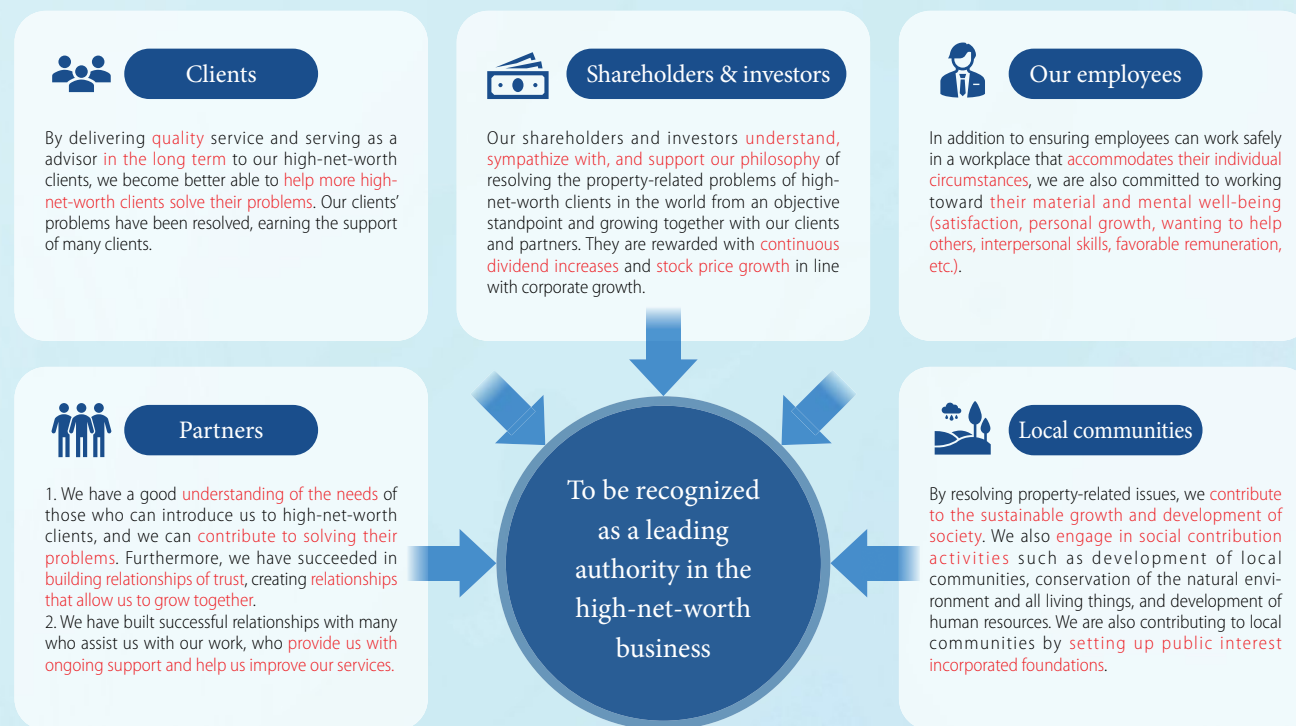 Clients
By delivering quality service and serving as a
advisor in the long term to our high-net-worth
clients, we become better able to help more high-
net-worth clients solve their problems. Our clients'
problems have been resolved, earning the support
of many clients.
Shareholders & investors
Our shareholders and investors understand,
sympathize with, and support our philosophy of
resolving the property-related problems of high-
net-worth clients in the world from an objective
standpoint and growing together with our clients
and partners. They are rewarded with continuous
dividend increases and stock price growth in line
with corporate growth.
Our employees
In addition to ensuring employees can work safely
in a workplace that accommodates their individual
circumstances, we are also committed to working
toward their material and mental well-being
(satisfaction, personal growth, wanting to help
others, interpersonal skills, favorable remuneration,
etc.).
Partners
1. We have a good understanding of the needs of
those who can introduce us to high-net-worth
clients, and we can contribute to solving their
problems. Furthermore, we have succeeded in
building relationships of trust, creating relationships
that allow us to grow together.
2. We have built successful relationships with many
who assist us with our work, who provide us with
ongoing support and help us improve our services.
To be recognized
as a leading
authority in the
high-net-worth
business
Local communities
By resolving property-related issues, we contribute
to the sustainable growth and development of
society. We also engage in social contribution
activities such as development of local
communities, conservation of the natural envi-
ronment and all living things, and development of
human resources. We are also contributing to local
communities by setting up public interest
incorporated foundations.